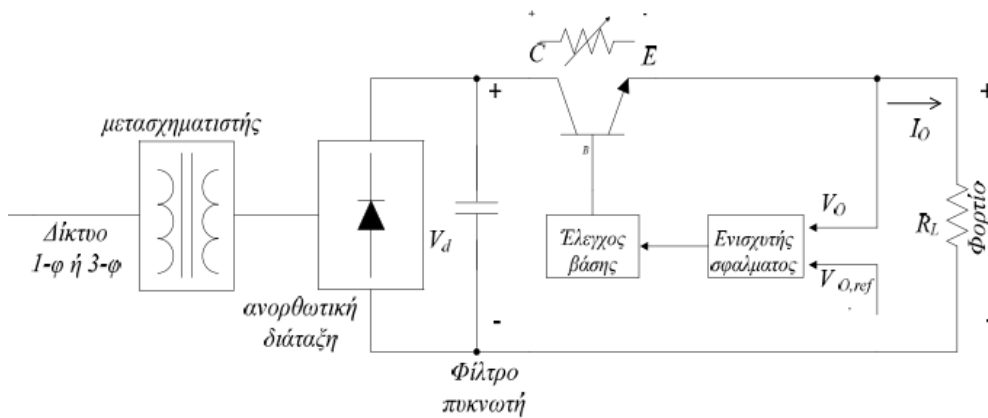 + -
C E
+ +
μετασχηματιστής
I_O
B
V_O
Δίκτυο
1-φ ή 3-φ
V_d
Έλεγχος
βάσης
Ενισχυτής
σφαλματος
R_L
Φορτίο
V_O,ref
ανορθωτική
διάταξη
- -
Φίλτρο
πυκνωτή